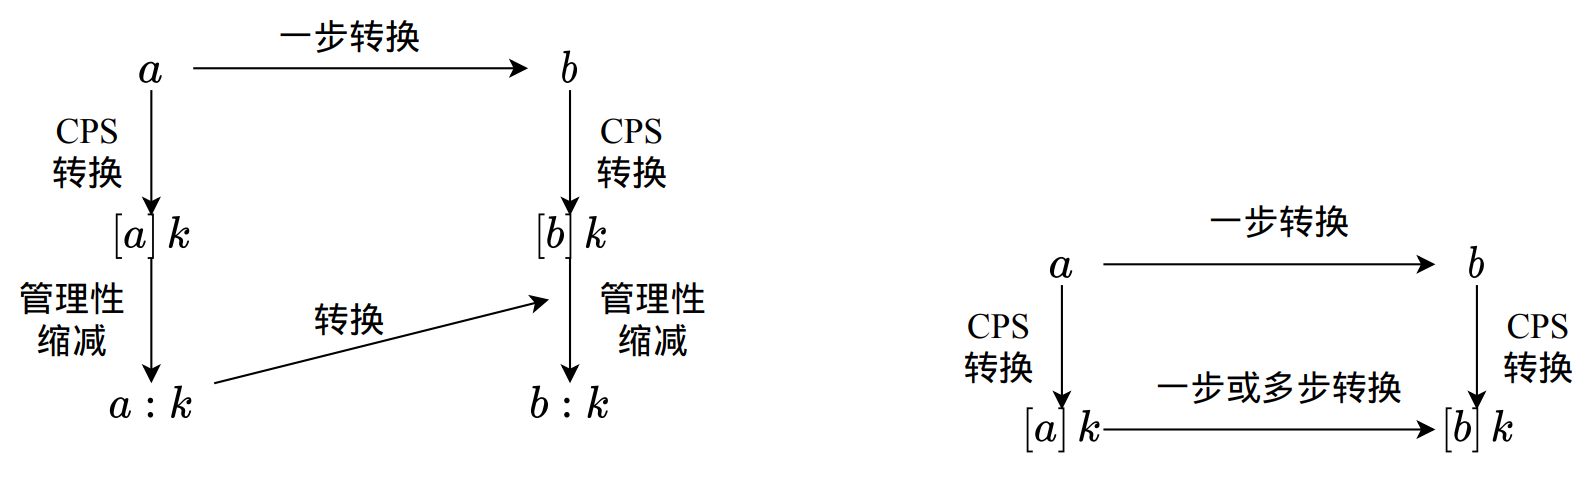 一步转换
a
b
CPS
转换
CPS
转换
[a] k
[b] k
管理性
缩减
转换
管理性
缩减
a : k
b : k
一步转换
a
b
CPS
转换
CPS
转换
一步或多步转换
[a] k
[b] k